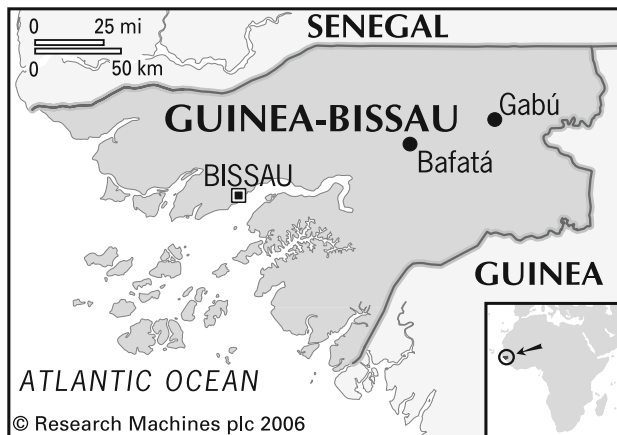 0 25 mi
0 50 km
SENEGAL
GUINEA-BISSAU
Gabú
Bafatá
BISSAU
GUINEA
ATLANTIC OCEAN
© Research Machines plc 2006